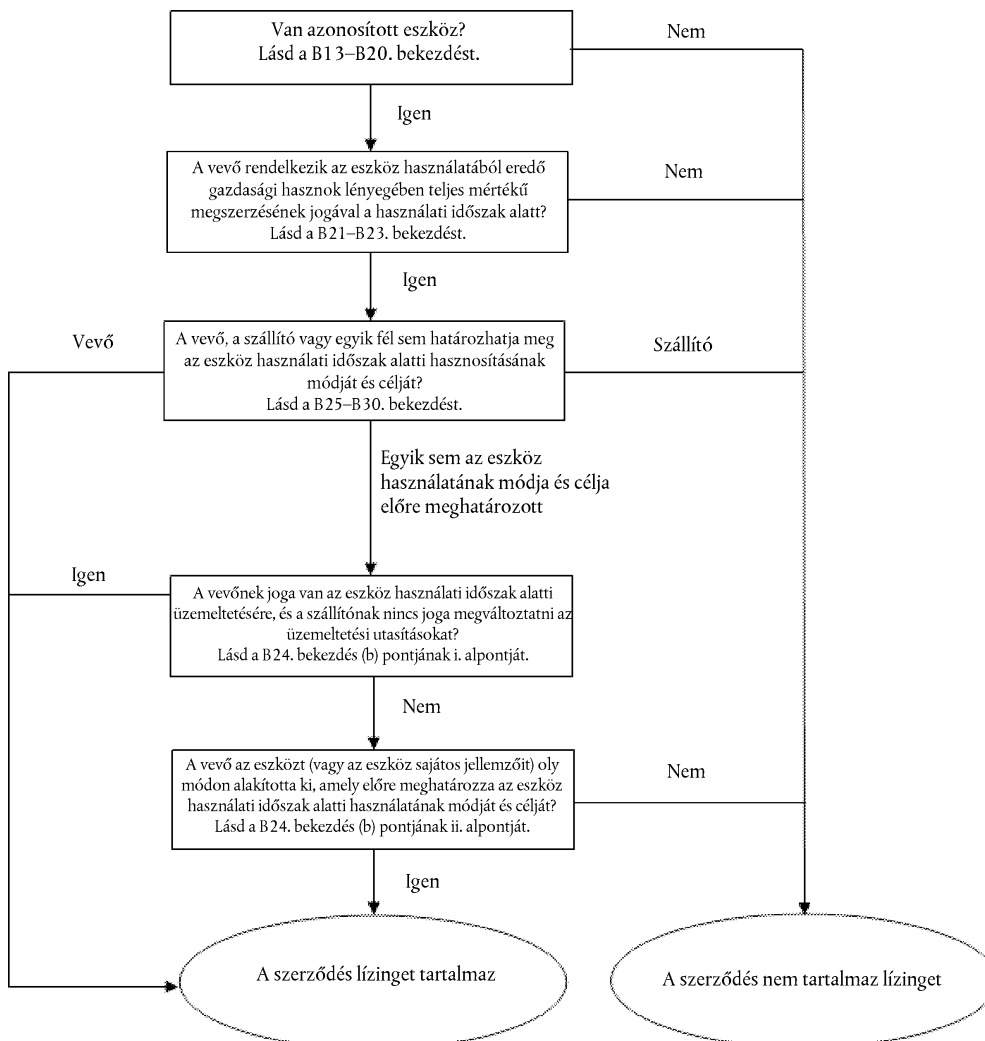 Van azonosított eszköz?
Lásd a B13–B20. bekezdést.
Nem
Igen
A vevő rendelkezik az eszköz használatából eredő
gazdasági hasznok lényegében teljes mértékű
megszerzésének jogával a használati időszak alatt?
Lásd a B21–B23. bekezdést.
Nem
Igen
Vevő
A vevő, a szállító vagy egyik fél sem határozhatja meg
az eszköz használati időszak alatti hasznosításának
módját és célját?
Lásd a B25–B30. bekezdést.
Szállító
Egyik sem az eszköz
használatának módja és célja
előre meghatározott
Igen
A vevőnek joga van az eszköz használati időszak alatti
üzemeltetésére, és a szállítónak nincs joga megváltoztatni az
üzemeltetési utasításokat?
Lásd a B24. bekezdés (b) pontjának i. alpontját.
Nem
A vevő az eszközt (vagy az eszköz sajátos jellemzőit) oly
módon alakította ki, amely előre meghatározza az eszköz
használati időszak alatti használatának módját és célját?
Lásd a B24. bekezdés (b) pontjának ii. alpontját.
Nem
Igen
A szerződés lízinget tartalmaz
A szerződés nem tartalmaz lízinget